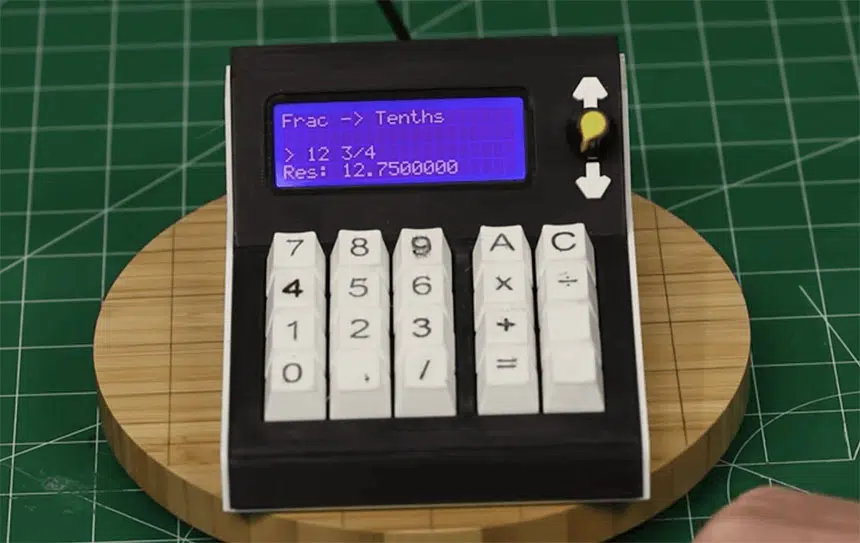 Frac -> Tenths
> 12 3/4
Res: 12.7500000
7 8 9 A C
4 5 6 × ÷
1 2 3 +
0 . / =